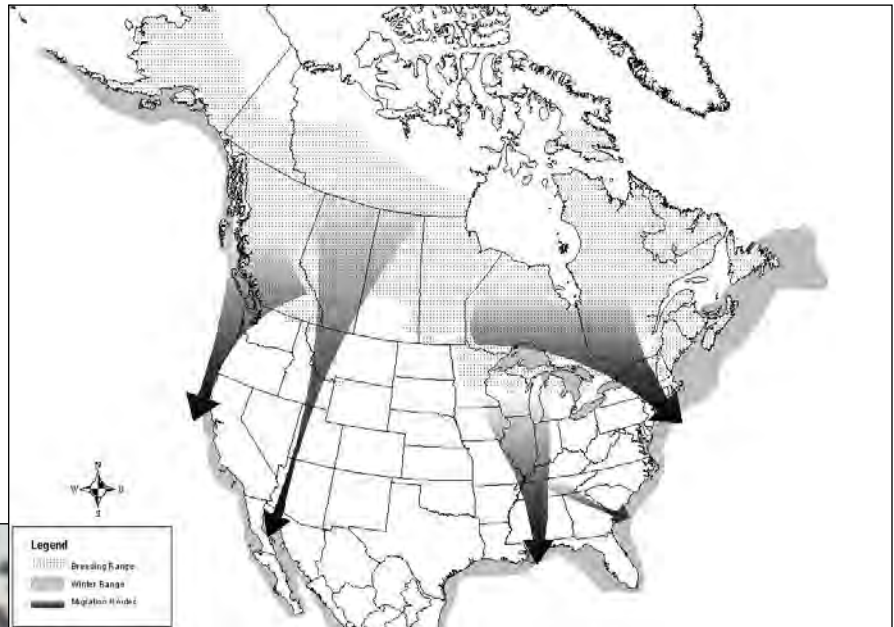 N
W E
S
Legend
Breeding Range
Winter Range
Migration Routes